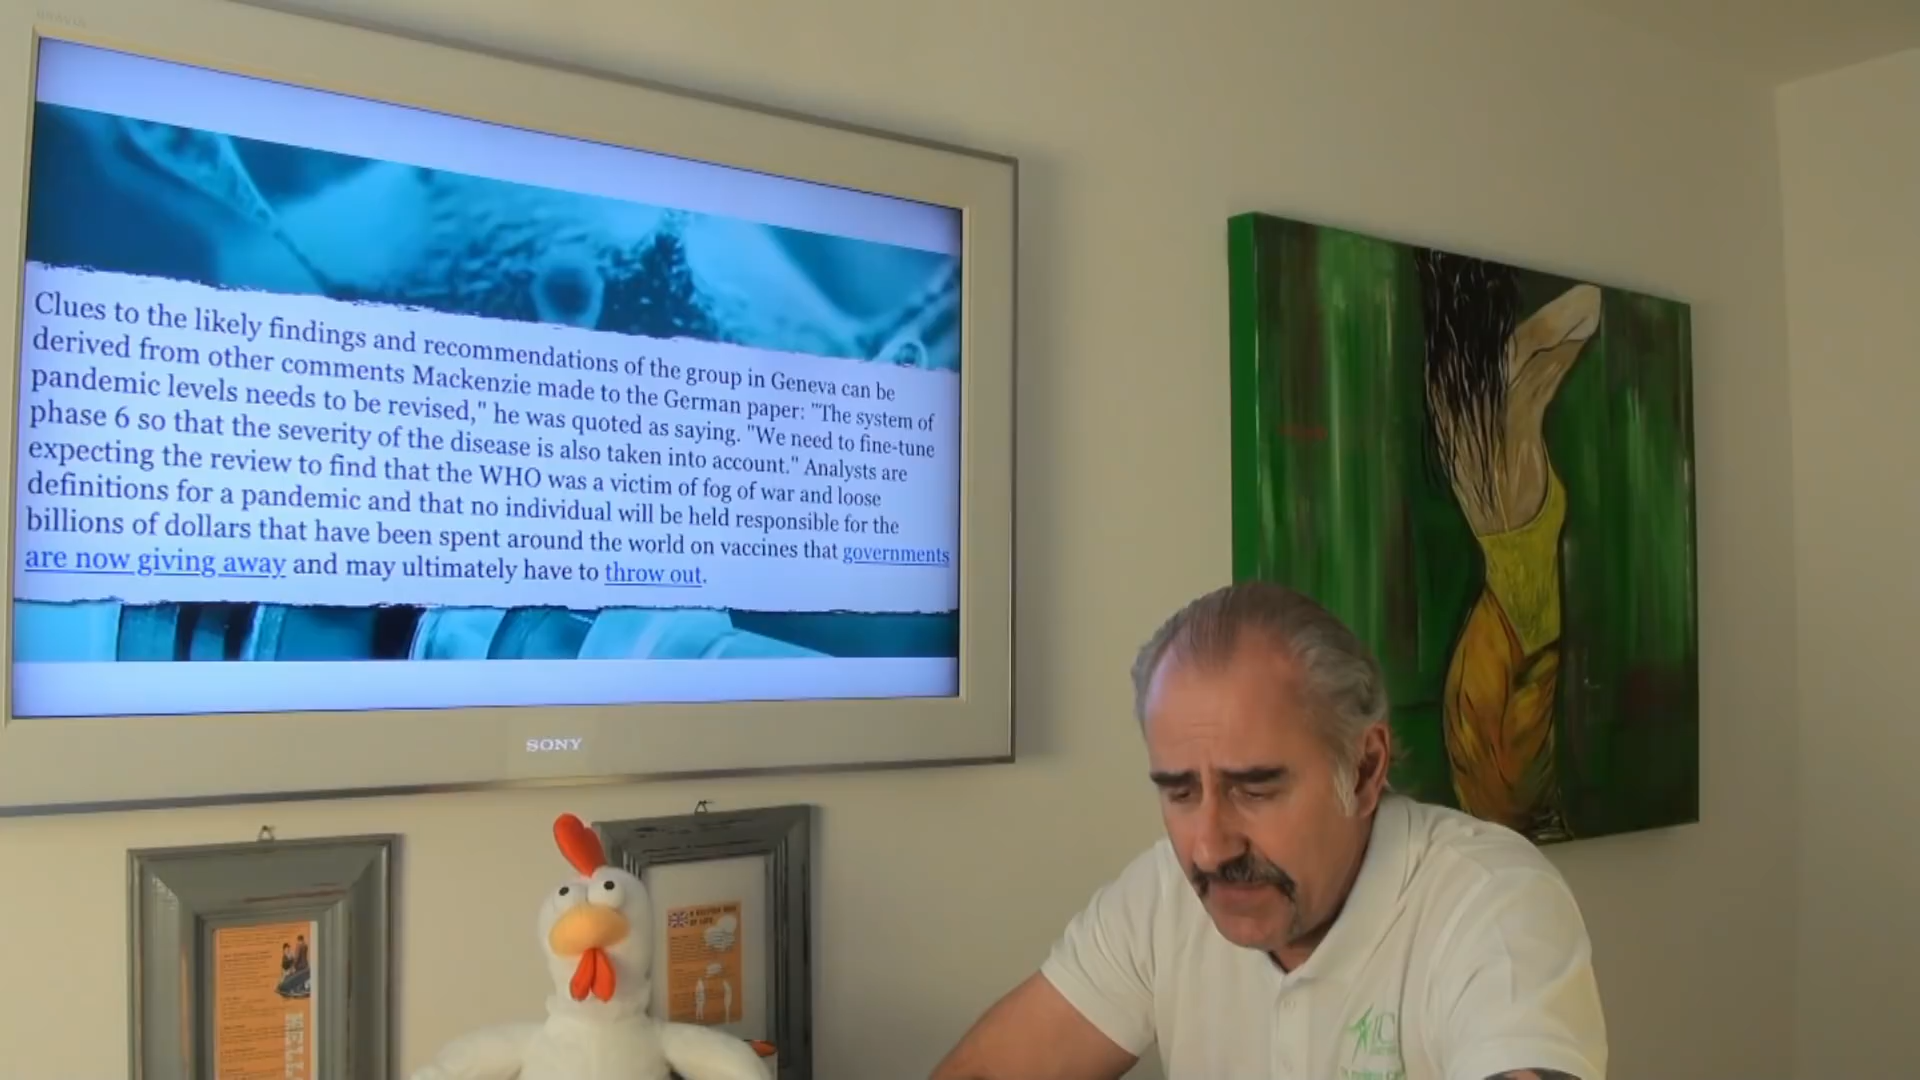 BRAVIA
Clues to the likely findings and recommendations of the group in Geneva can be
derived from other comments Mackenzie made to the German paper: "The system of
pandemic levels needs to be revised," he was quoted as saying. "We need to fine-tune
phase 6 so that the severity of the disease is also taken into account." Analysts are
expecting the review to find that the WHO was a victim of fog of war and loose
definitions for a pandemic and that no individual will be held responsible for the
billions of dollars that have been spent around the world on vaccines that governments
are now giving away and may ultimately have to throw out.
SONY